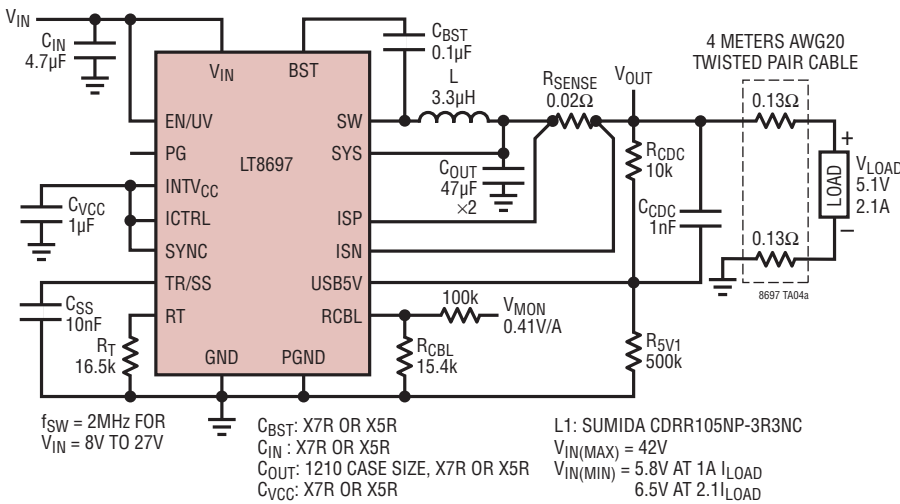 VIN
CIN
4.7µF
CBST
0.1µF
L
3.3µH
RSENSE
0.02Ω
VOUT
4 METERS AWG20
TWISTED PAIR CABLE
0.13Ω
VIN
BST
EN/UV
SW
PG
SYS
LT8697
INTVCC
ICTRL
SYNC
CVCC
1µF
COUT
47µF
×2
RCDC
10k
CCDC
1nF
LOAD
+
–
VLOAD
5.1V
2.1A
ISP
ISN
0.13Ω
8697 TA04a
TR/SS
USB5V
CSS
10nF
RT
RCBL
100k
VMON
0.41V/A
RT
16.5k
GND
PGND
RCBL
15.4k
R5V1
500k
fSW = 2MHz FOR
VIN = 8V TO 27V
CBST: X7R OR X5R
CIN : X7R OR X5R
COUT: 1210 CASE SIZE, X7R OR X5R
CVCC: X7R OR X5R
L1: SUMIDA CDRR105NP-3R3NC
VIN(MAX) = 42V
VIN(MIN) = 5.8V AT 1A ILOAD
6.5V AT 2.1ILOAD